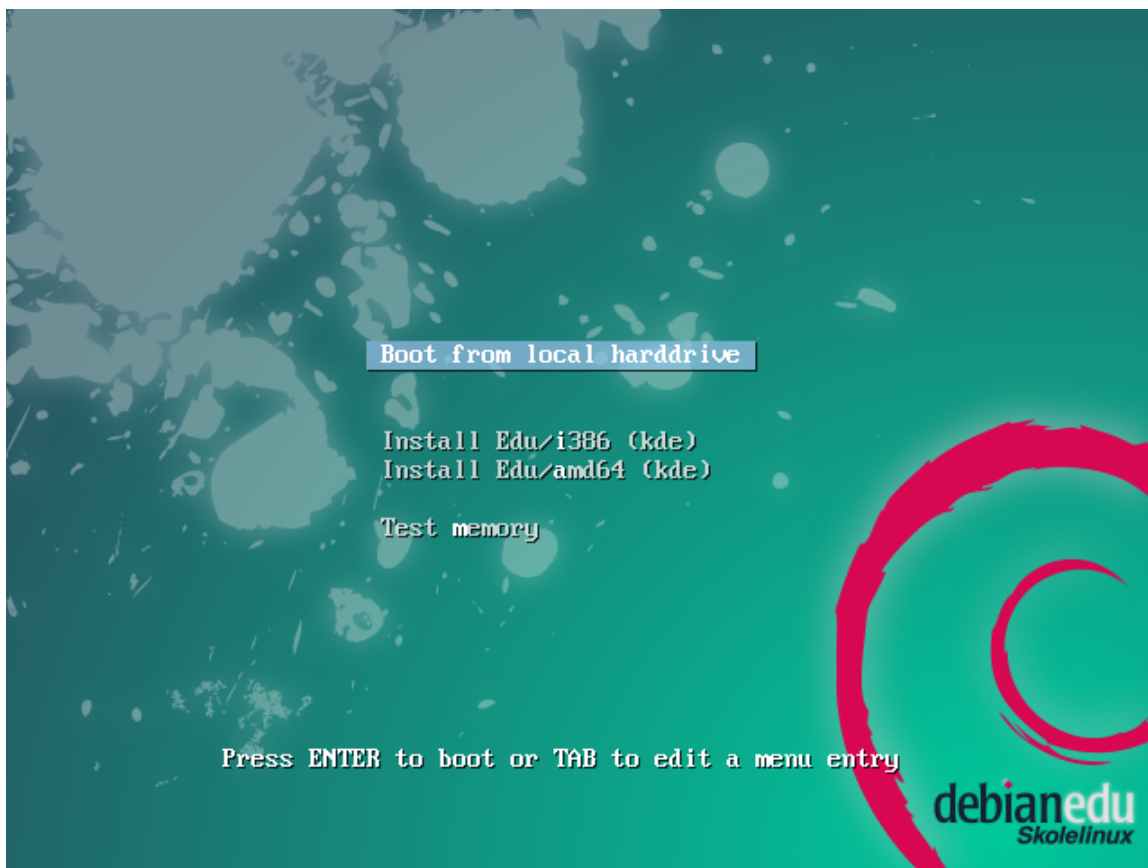 Boot from local harddrive
Install Edu/i386 (kde)
Install Edu/amd64 (kde)
Test memory
Press ENTER to boot or TAB to edit a menu entry
debianedu
Skolelinux